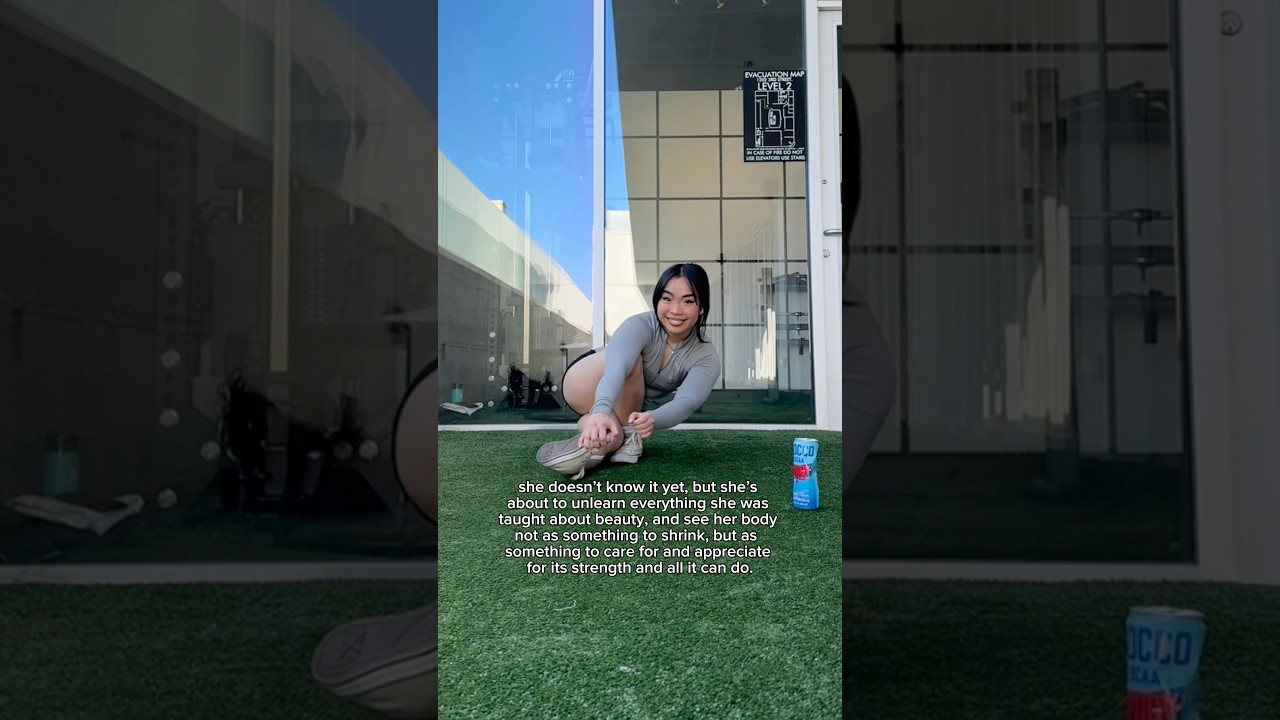 EVACUATION MAP
1202 3RD STREET.
LEVEL 2
IN CASE OF FIRE DO NOT
USE ELEVATORS USE STAIRS
OCCO
BCAA
she doesn’t know it yet, but she’s
about to unlearn everything she was
taught about beauty, and see her body
not as something to shrink, but as
something to care for and appreciate
for its strength and all it can do.
OCCO
BCAA